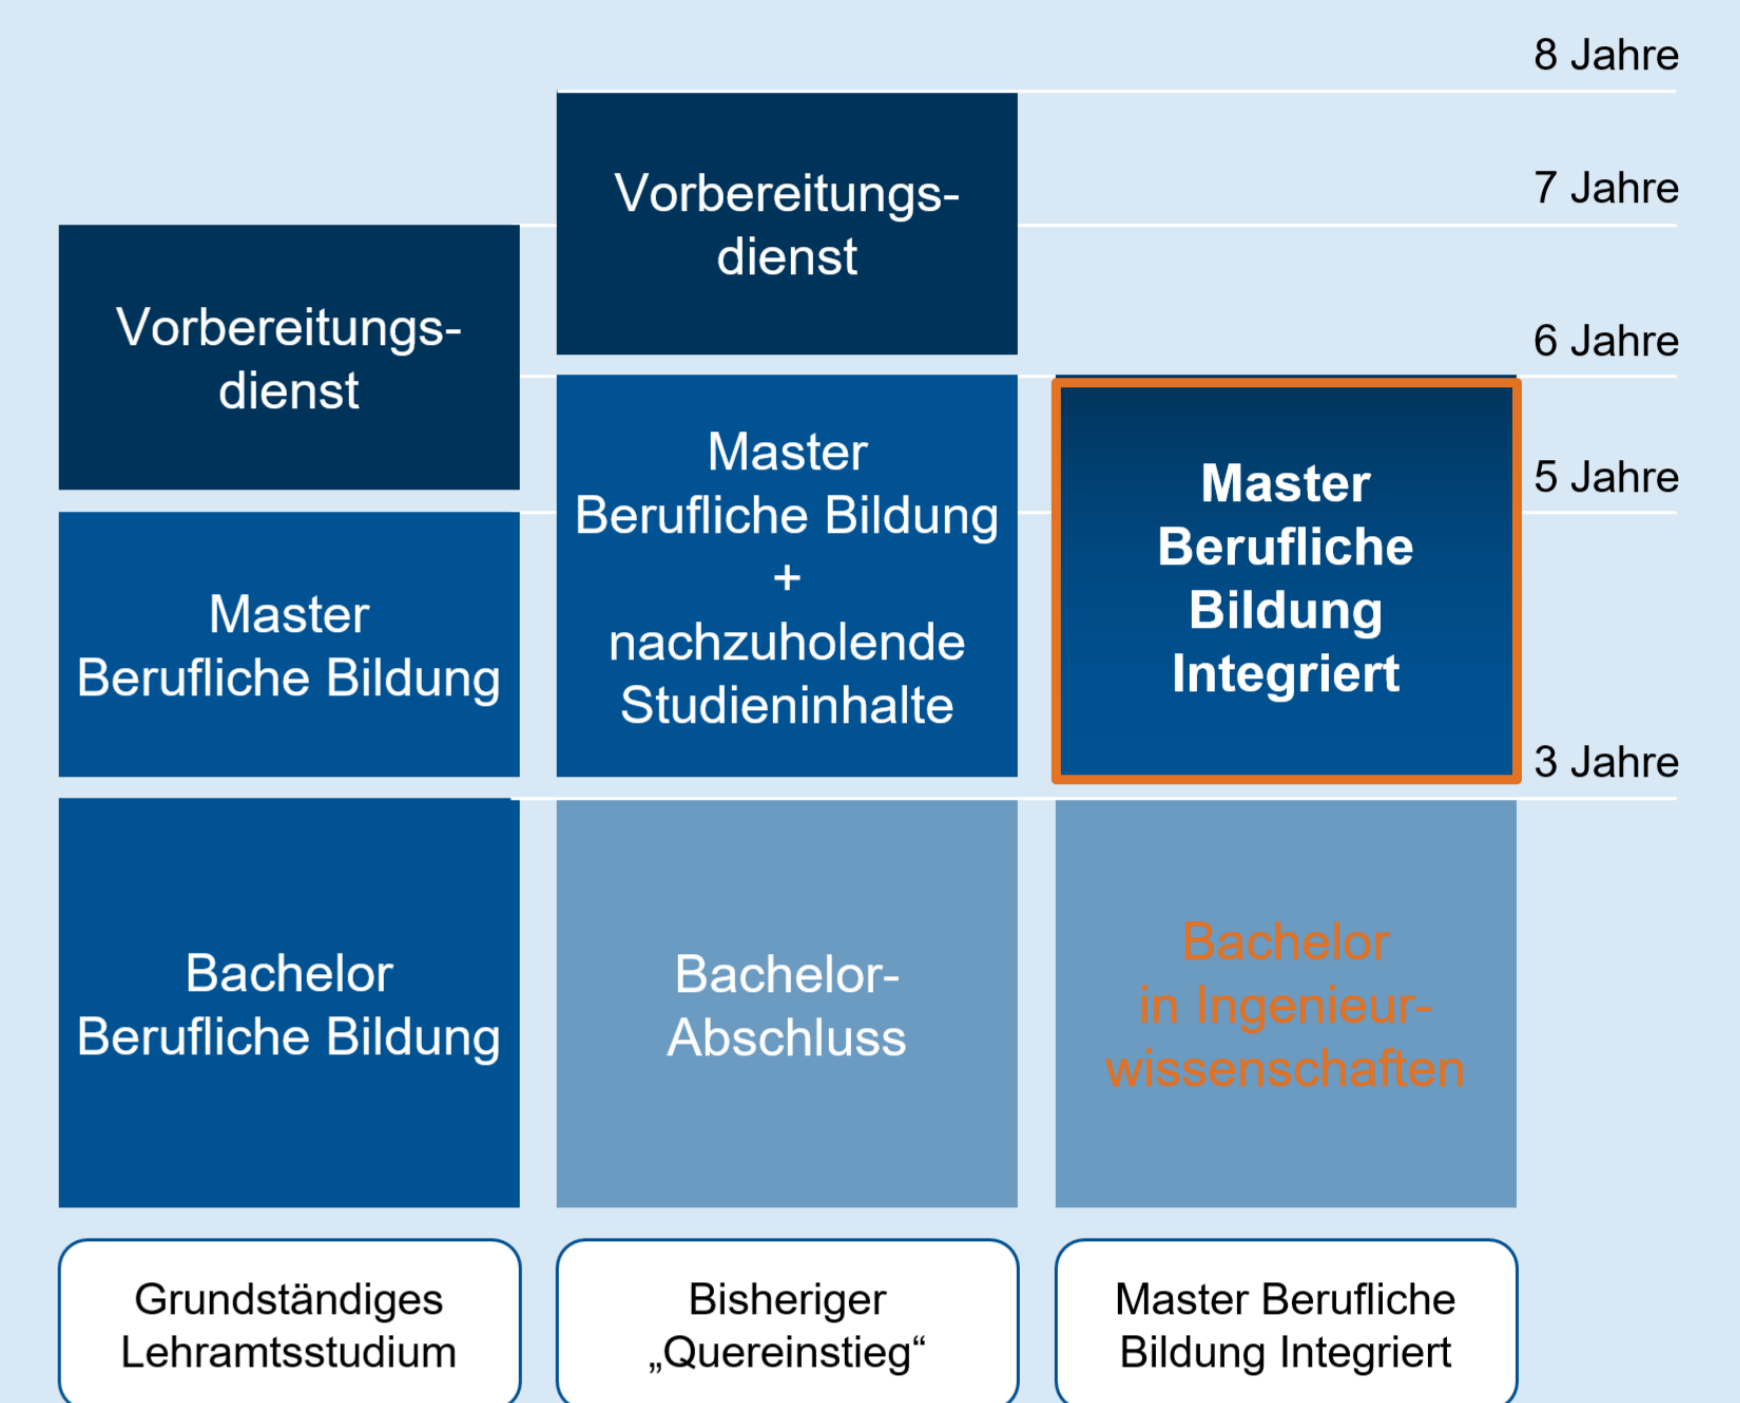 8 Jahre
7 Jahre
6 Jahre
5 Jahre
3 Jahre
Vorbereitungs-
dienst
Master
Berufliche Bildung
Bachelor
Berufliche Bildung
Grundständiges
Lehramtsstudium
Vorbereitungs-
dienst
Master
Berufliche Bildung
+
nachzuholende
Studieninhalte
Bachelor-
Abschluss
Bisheriger
„Quereinstieg“
Master
Berufliche
Bildung
Integriert
Bachelor
in Ingenieur-
wissenschaften
Master Berufliche
Bildung Integriert